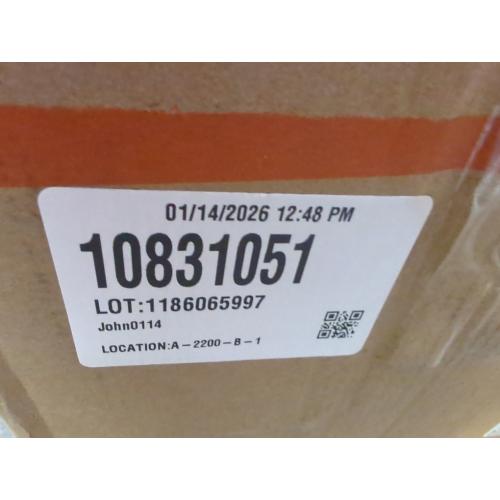 01/14/2026 12:48 PM
10831051
LOT:1186065997
John0114
LOCATION:A-2200-B-1